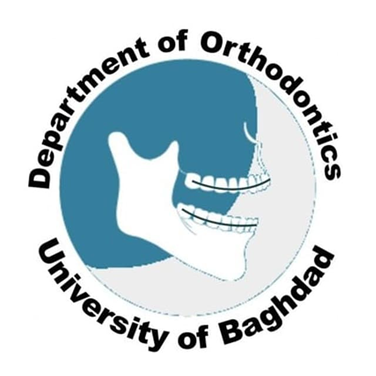 Department of Orthodontics
University of Baghdad